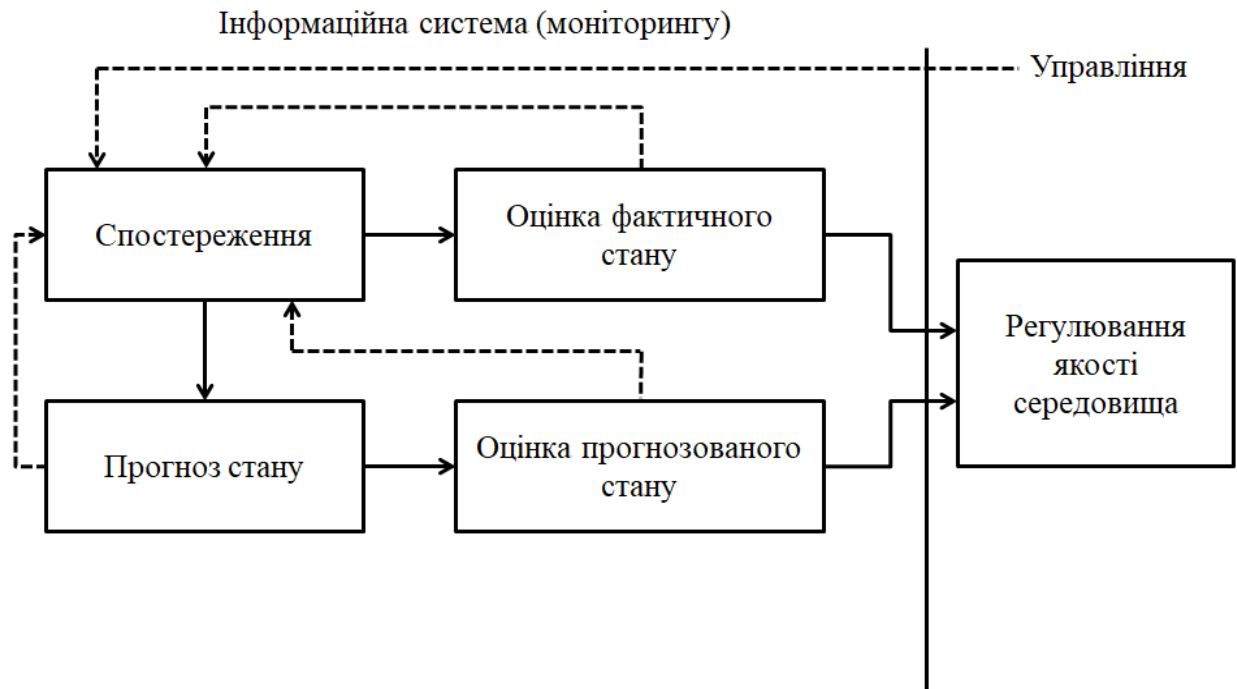 Інформаційна система (моніторингу)
Управління
Спостереження
Оцінка фактичного
стану
Регулювання
якості
середовища
Прогноз стану
Оцінка прогнозованого
стану